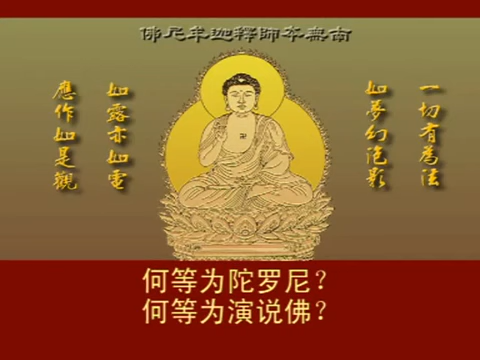 南無本師釋迦牟尼佛
一切有為法
如夢幻泡影
如露亦如電
應作如是觀
何等为陀罗尼？
何等为演说佛？